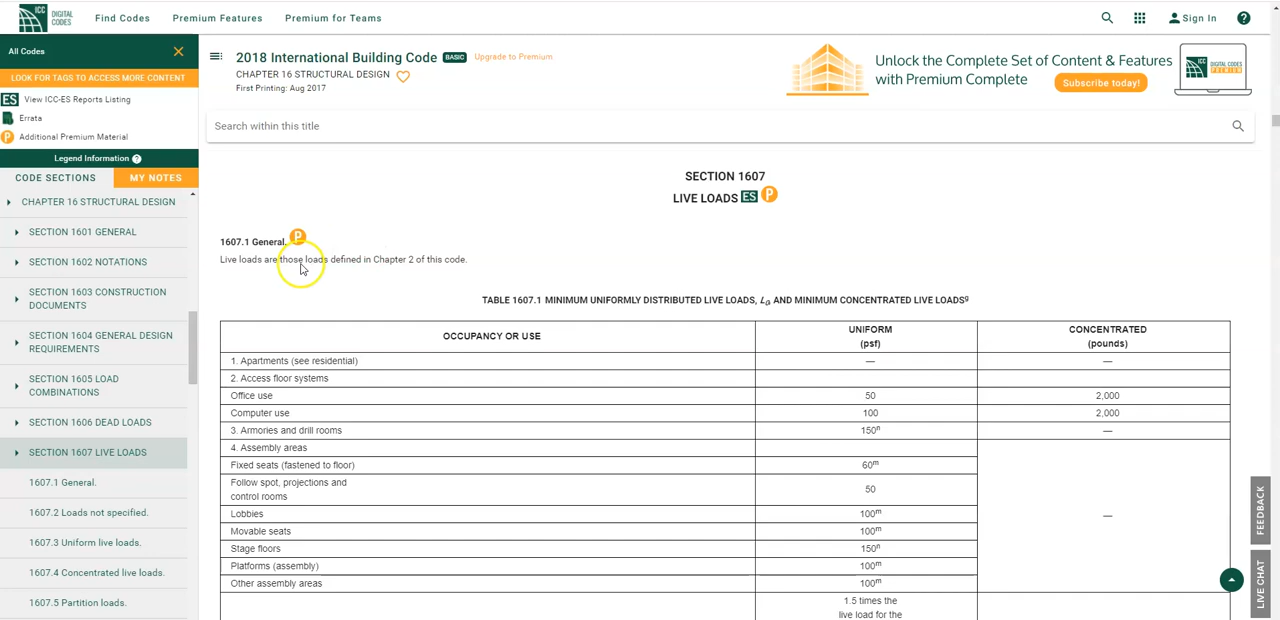 ICC DIGITAL CODES
Find Codes
Premium Features
Premium for Teams
Sign In
?
All Codes
LOOK FOR TAGS TO ACCESS MORE CONTENT
ES View ICC-ES Reports Listing
Errata
P Additional Premium Material
Legend Information ?
CODE SECTIONS
MY NOTES
CHAPTER 16 STRUCTURAL DESIGN
SECTION 1601 GENERAL
SECTION 1602 NOTATIONS
SECTION 1603 CONSTRUCTION
DOCUMENTS
SECTION 1604 GENERAL DESIGN
REQUIREMENTS
SECTION 1605 LOAD
COMBINATIONS
SECTION 1606 DEAD LOADS
SECTION 1607 LIVE LOADS
1607.1 General.
1607.2 Loads not specified.
1607.3 Uniform live loads.
1607.4 Concentrated live loads.
1607.5 Partition loads.
2018 International Building Code BASIC Upgrade to Premium
CHAPTER 16 STRUCTURAL DESIGN
First Printing: Aug 2017
Unlock the Complete Set of Content & Features
with Premium Complete
Subscribe today!
ICC DIGITAL CODES PREMIUM
Search within this title
SECTION 1607
LIVE LOADS ES P
1607.1 General. P
Live loads are those loads defined in Chapter 2 of this code.
TABLE 1607.1 MINIMUM UNIFORMLY DISTRIBUTED LIVE LOADS, Lo, AND MINIMUM CONCENTRATED LIVE LOADSg
OCCUPANCY OR USE
UNIFORM
(psf)
CONCENTRATED
(pounds)
1. Apartments (see residential) — —
2. Access floor systems
Office use 50 2,000
Computer use 100 2,000
3. Armories and drill rooms 150n —
4. Assembly areas
Fixed seats (fastened to floor) 60m
Follow spot, projections and
control rooms
50
Lobbies 100m
Movable seats 100m
—
Stage floors 150n
Platforms (assembly) 100m
Other assembly areas 100m
1.5 times the
live load for the
FEEDBACK
LIVE CHAT